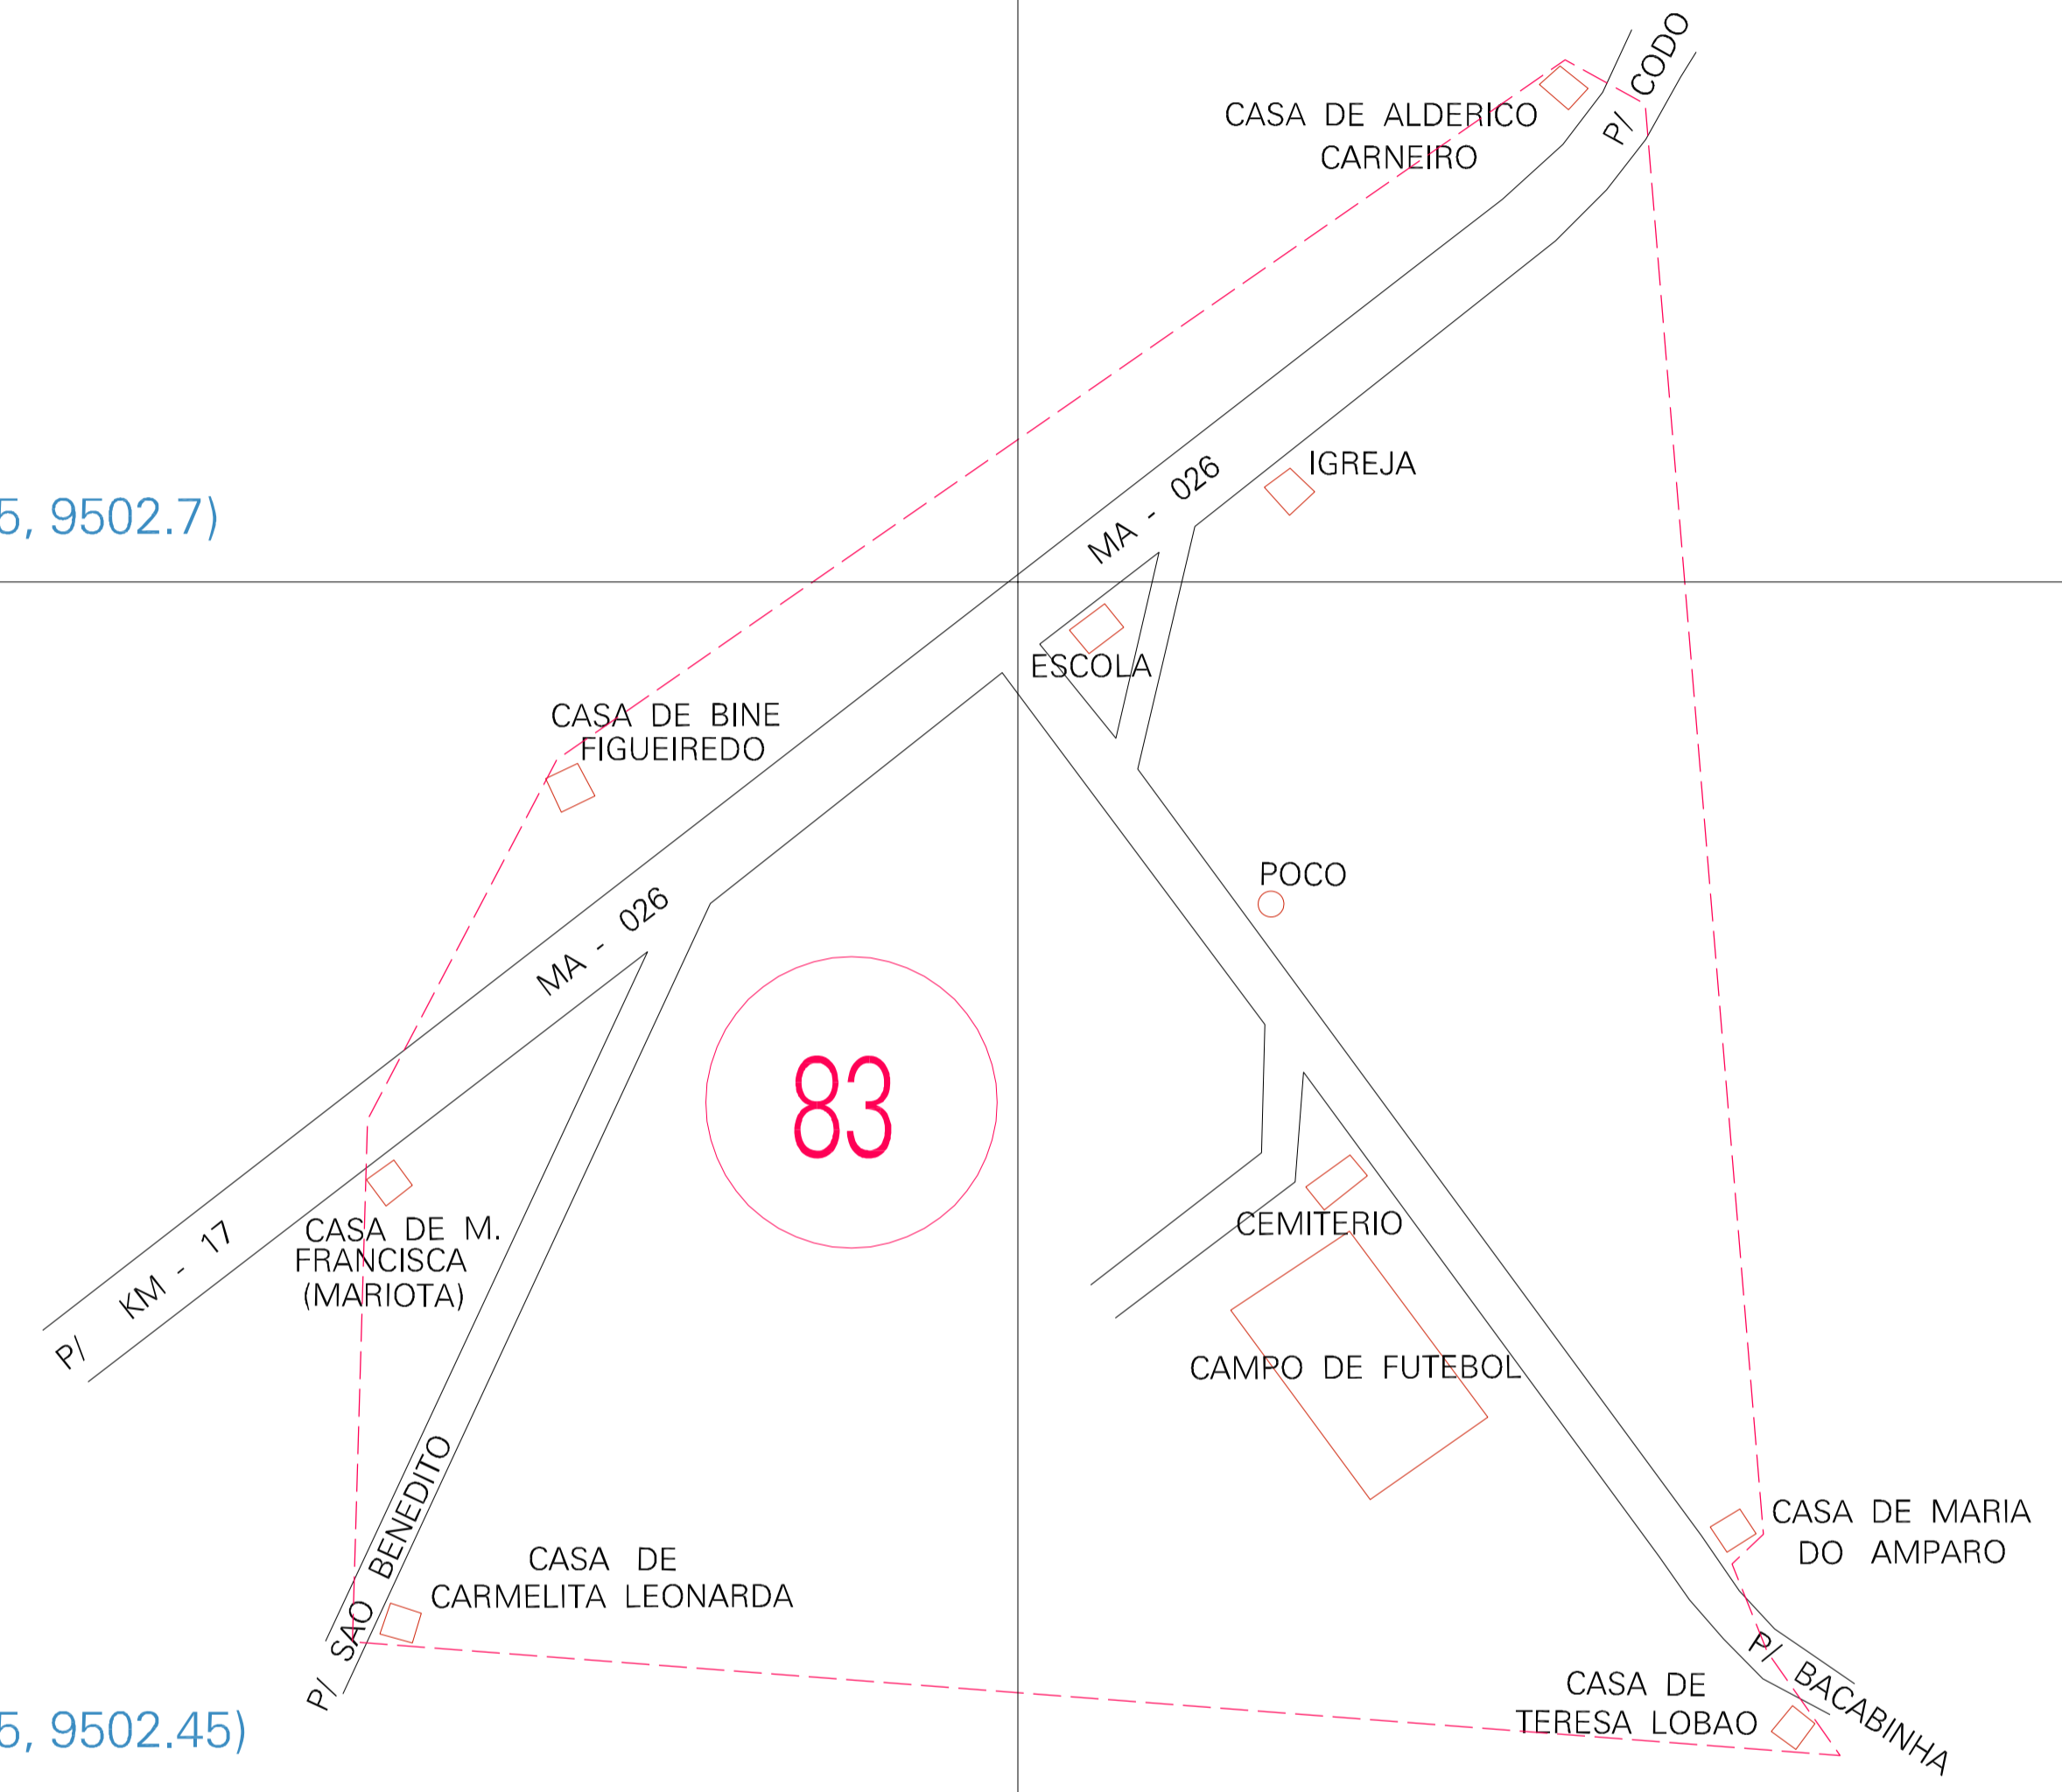 P/ CODO
CASA DE ALDERICO
CARNEIRO
IGREJA
MA - 026
5, 9502.7)
ESCOLA
CASA DE BINE
FIGUEIREDO
POCO
MA - 026
83
CEMITERIO
CASA DE M.
FRANCISCA
(MARIOTA)
P/ KM - 17
CAMPO DE FUTEBOL
P/ SAO BENEDITO
CASA DE
CARMELITA LEONARDA
CASA DE MARIA
DO AMPARO
P/ BACABINHA
CASA DE
TERESA LOBAO
5, 9502.45)